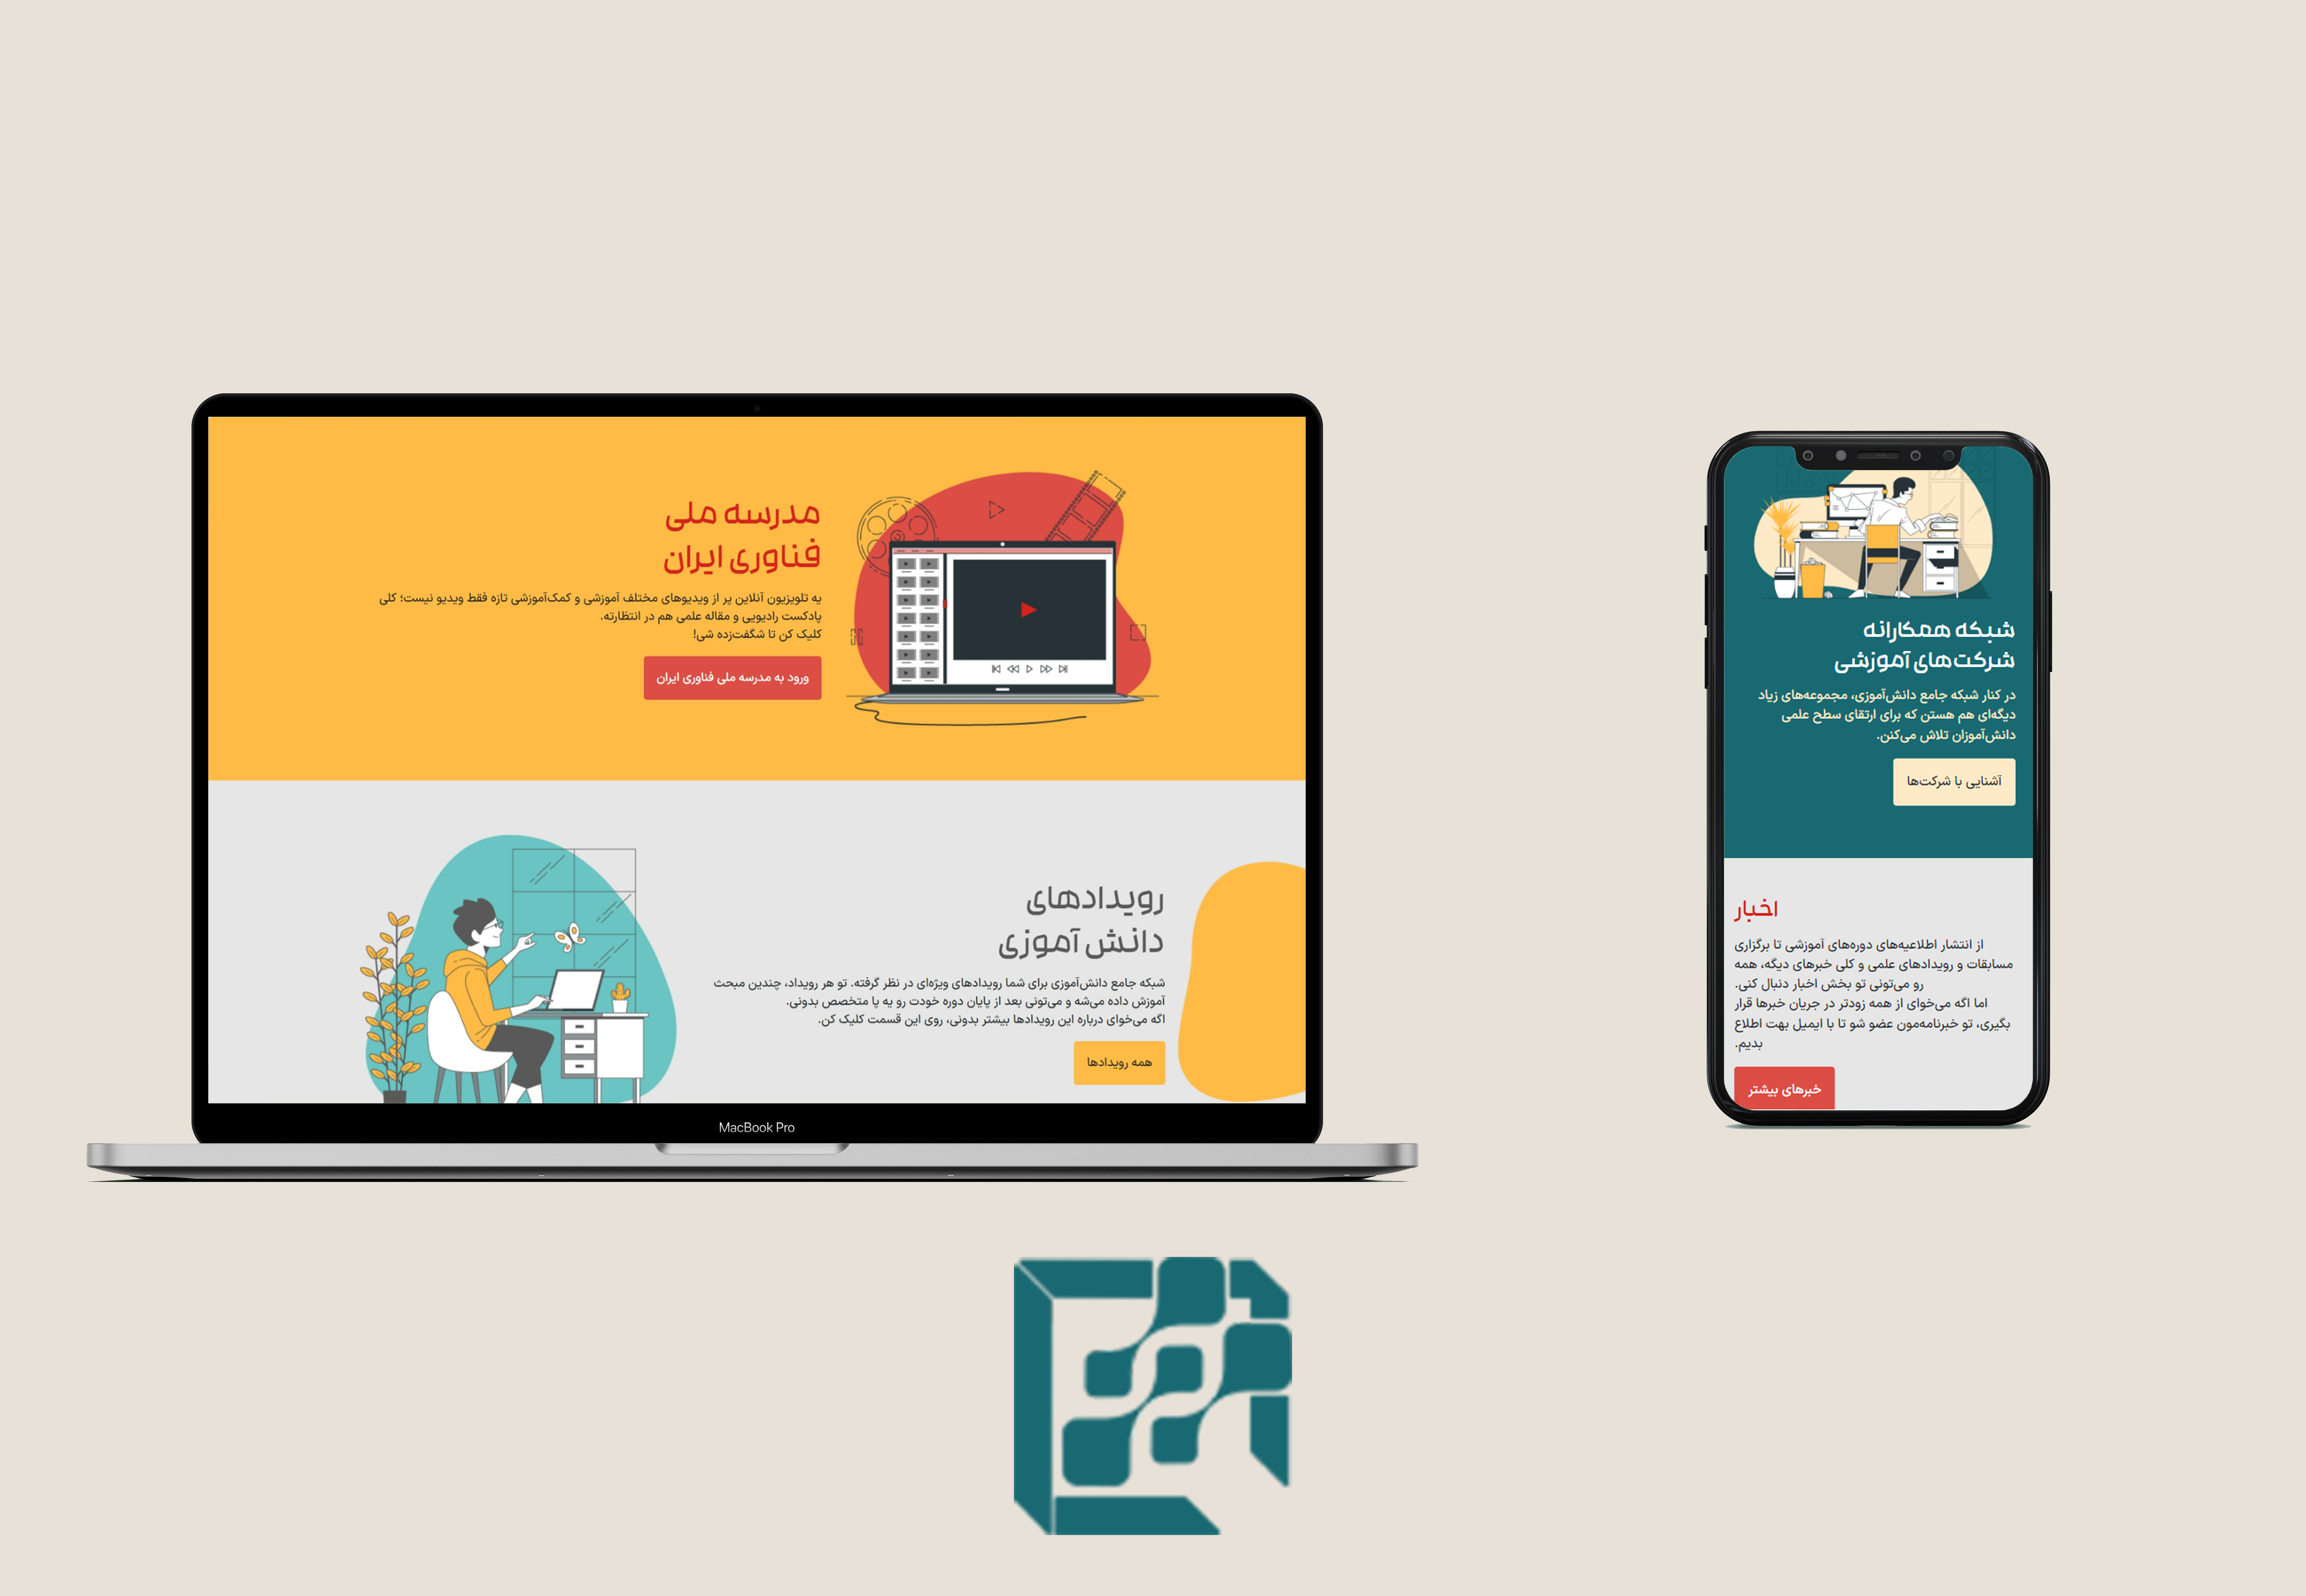 مدرسه ملی
فناوری ایران
یه تلویزیون آنلاین پر از ویدیوهای مختلف آموزشی و کمک‌آموزشی تازه فقط ویدیو نیست؛ کلی
پادکست رادیویی و مقاله علمی هم در انتظارته.
کلیک کن تا شگفت‌زده شی!
ورود به مدرسه ملی فناوری ایران
رویدادهای
دانش آموزی
شبکه جامع دانش‌آموزی برای شما رویدادهای ویژه‌ای در نظر گرفته. تو هر رویداد، چندین مبحث
آموزش داده می‌شه و می‌تونی بعد از پایان دوره خودت رو یه پا متخصص بدونی.
اگه می‌خوای درباره این رویدادها بیشتر بدونی، روی این قسمت کلیک کن.
همه رویدادها
MacBook Pro
شبکه همکارانه
شرکت‌های آموزشی
در کنار شبکه جامع دانش‌آموزی، مجموعه‌های زیاد
دیگه‌ای هم هستن که برای ارتقای سطح علمی
دانش‌آموزان تلاش می‌کنن.
آشنایی با شرکت‌ها
اخبار
از انتشار اطلاعیه‌های دوره‌های آموزشی تا برگزاری
مسابقات و رویدادهای علمی و کلی خبرهای دیگه، همه
رو می‌تونی تو بخش اخبار دنبال کنی.
اما اگه می‌خوای از همه زودتر در جریان خبرها قرار
بگیری، تو خبرنامه‌مون عضو شو تا با ایمیل بهت اطلاع
بدیم.
خبرهای بیشتر